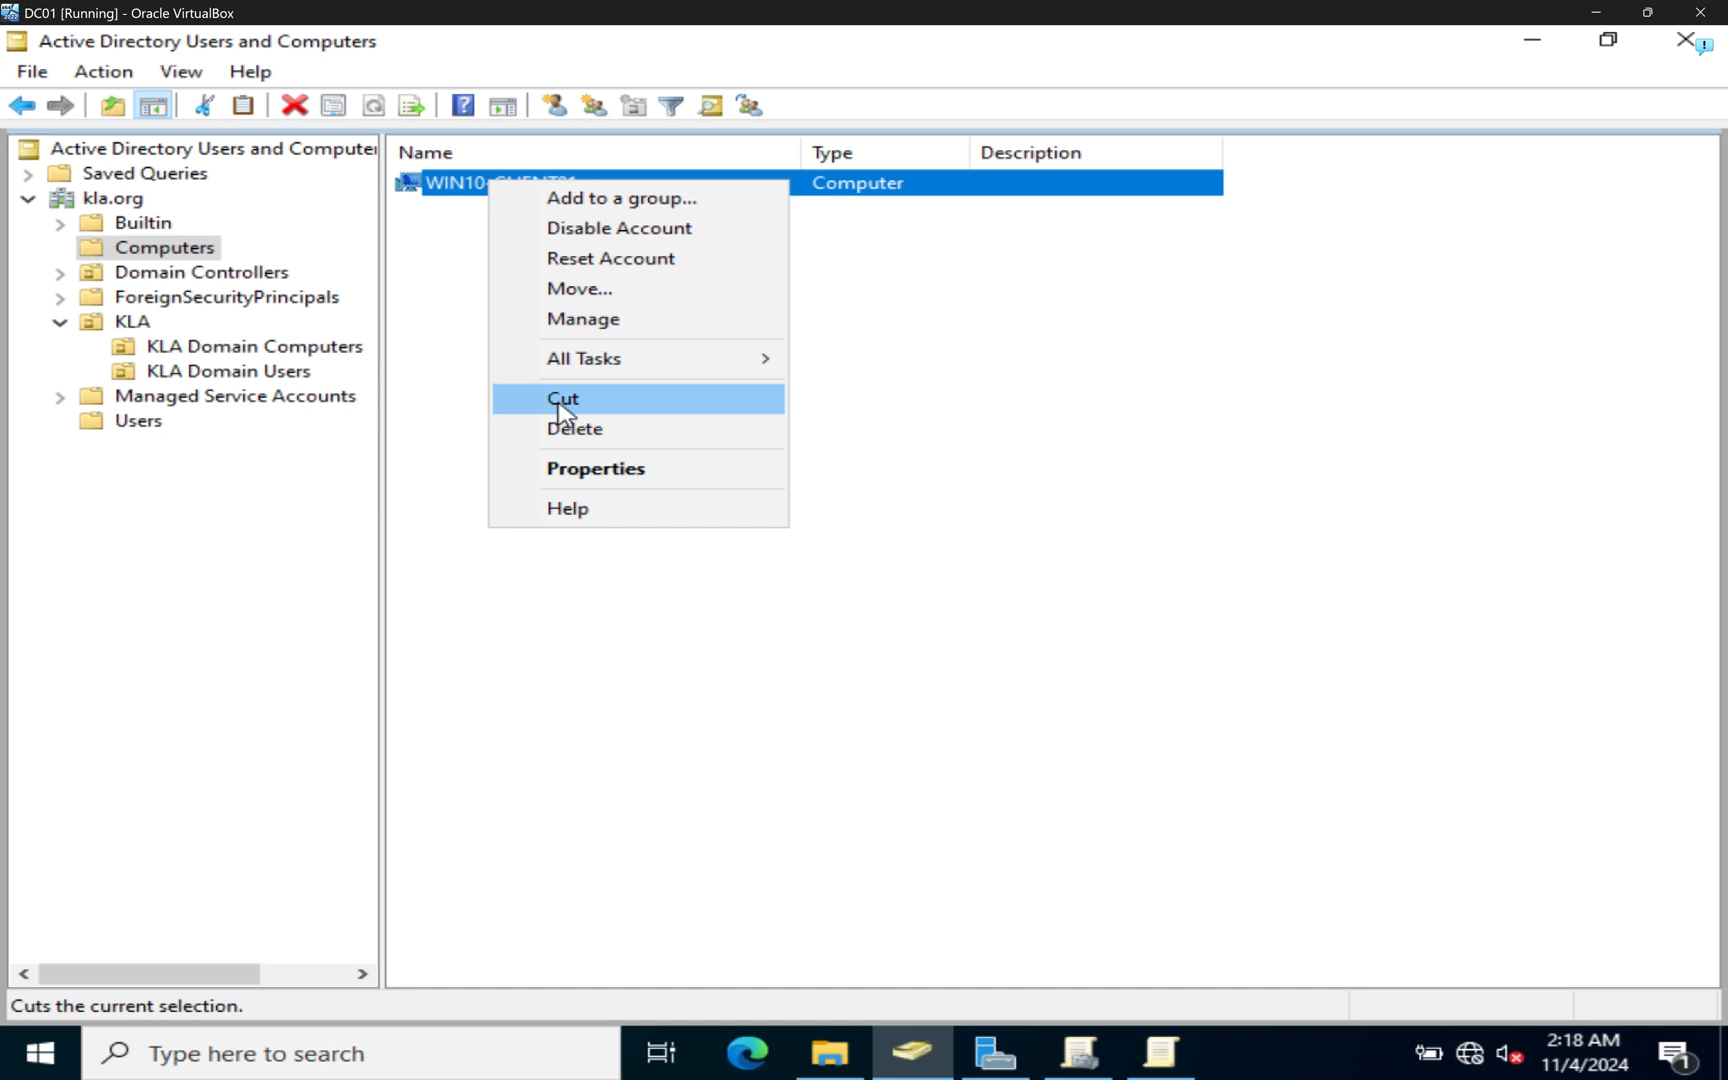 DC01 [Running] - Oracle VirtualBox
Active Directory Users and Computers
File Action View Help
Active Directory Users and Computer
Saved Queries
kla.org
Builtin
Computers
Domain Controllers
ForeignSecurityPrincipals
KLA
KLA Domain Computers
KLA Domain Users
Managed Service Accounts
Users
Name Type Description
WIN10- Computer
Add to a group...
Disable Account
Reset Account
Move...
Manage
All Tasks
Cut
Delete
Properties
Help
Cuts the current selection.
Type here to search
2:18 AM
11/4/2024
1